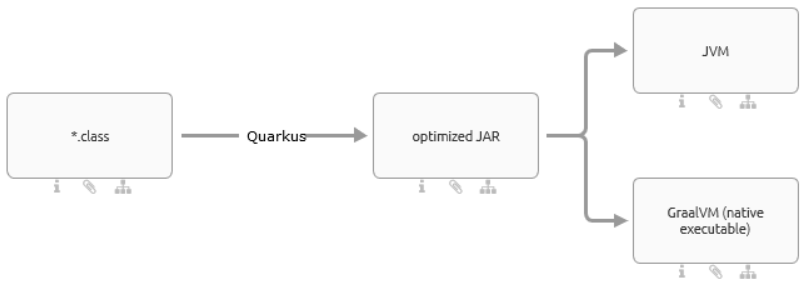 *.class
Quarkus
optimized JAR
JVM
GraalVM (native
executable)